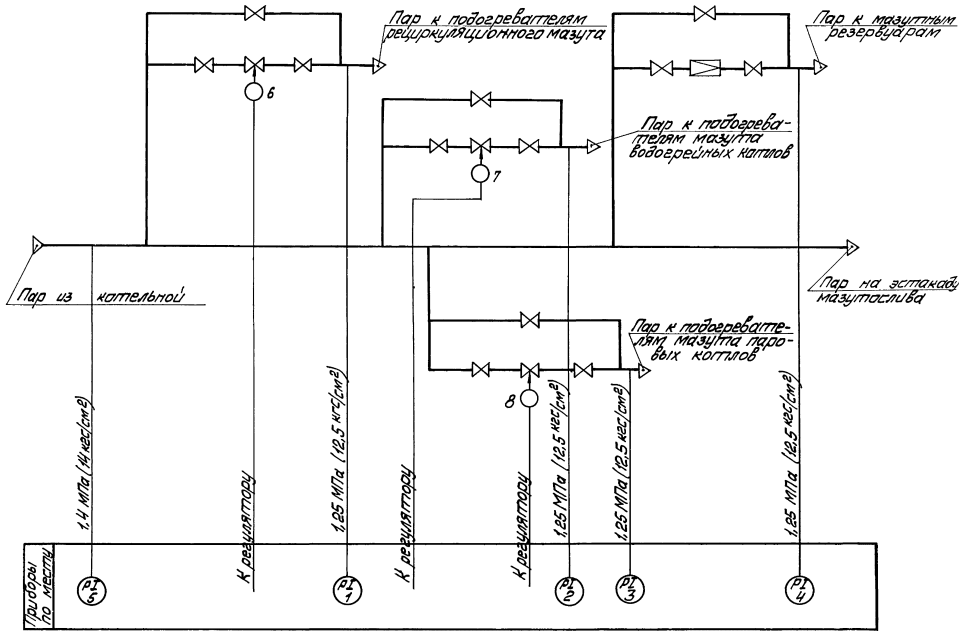 Пар к подогревателям
рециркуляционного мазута
Пар к мазутным
резервуарам
6
Пар к подогрева-
телям мазута
водогрейных котлов
7
Пар из котельной
Пар на эстакаду
мазутослива
Пар к подогревате-
лям мазута паро-
вых котлов
8
1,4 МПа (14 кгс/см²)
К регулятору
1,25 МПа (12,5 кгс/см²)
К регулятору
К регулятору
1,25 МПа (12,5 кгс/см²)
1,25 МПа (12,5 кгс/см²)
1,25 МПа (12,5 кгс/см²)
Приборы
по месту
PI
5
PI
1
PI
2
PI
3
PI
4